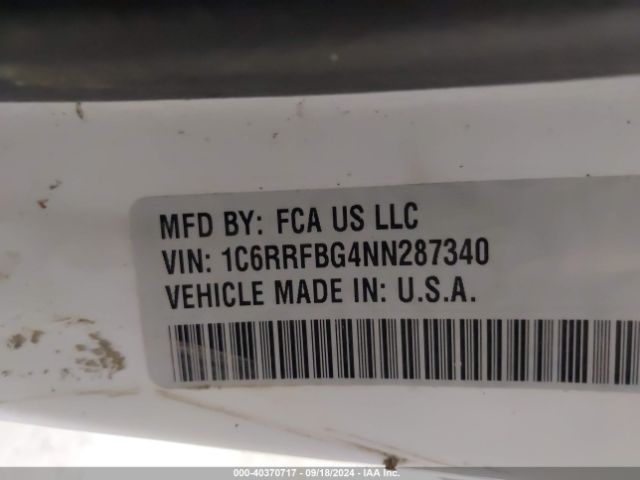 MFD BY: FCA US LLC
VIN: 1C6RRFBG4NN287340
VEHICLE MADE IN: U.S.A.
000-40370717 - 09/18/2024 - IAA Inc.